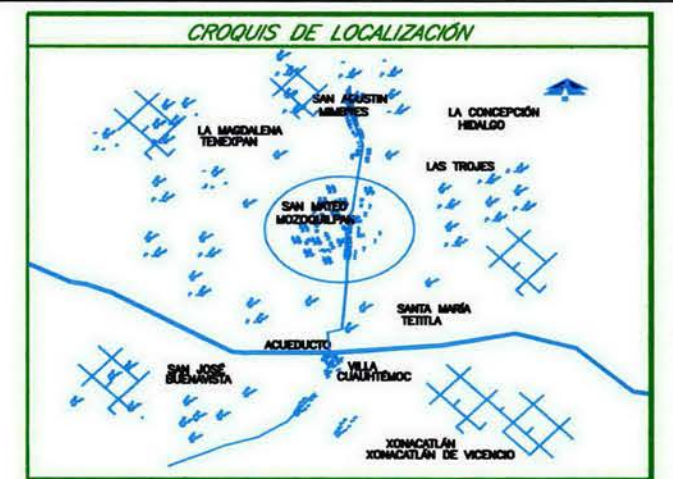 CROQUIS DE LOCALIZACIÓN
SAN AGUSTIN
MIMBRES
LA CONCEPCIÓN
HIDALGO
LA MAGDALENA
TENEXPAN
LAS TROJES
SAN MATEO
MOZOQUILPAN
SANTA MARÍA
TETITLA
ACUEDUCTO
SAN JOSÉ
BUENAVISTA
VILLA
CUAUHTÉMOC
XONACATLÁN
XONACATLÁN DE VICENCIO